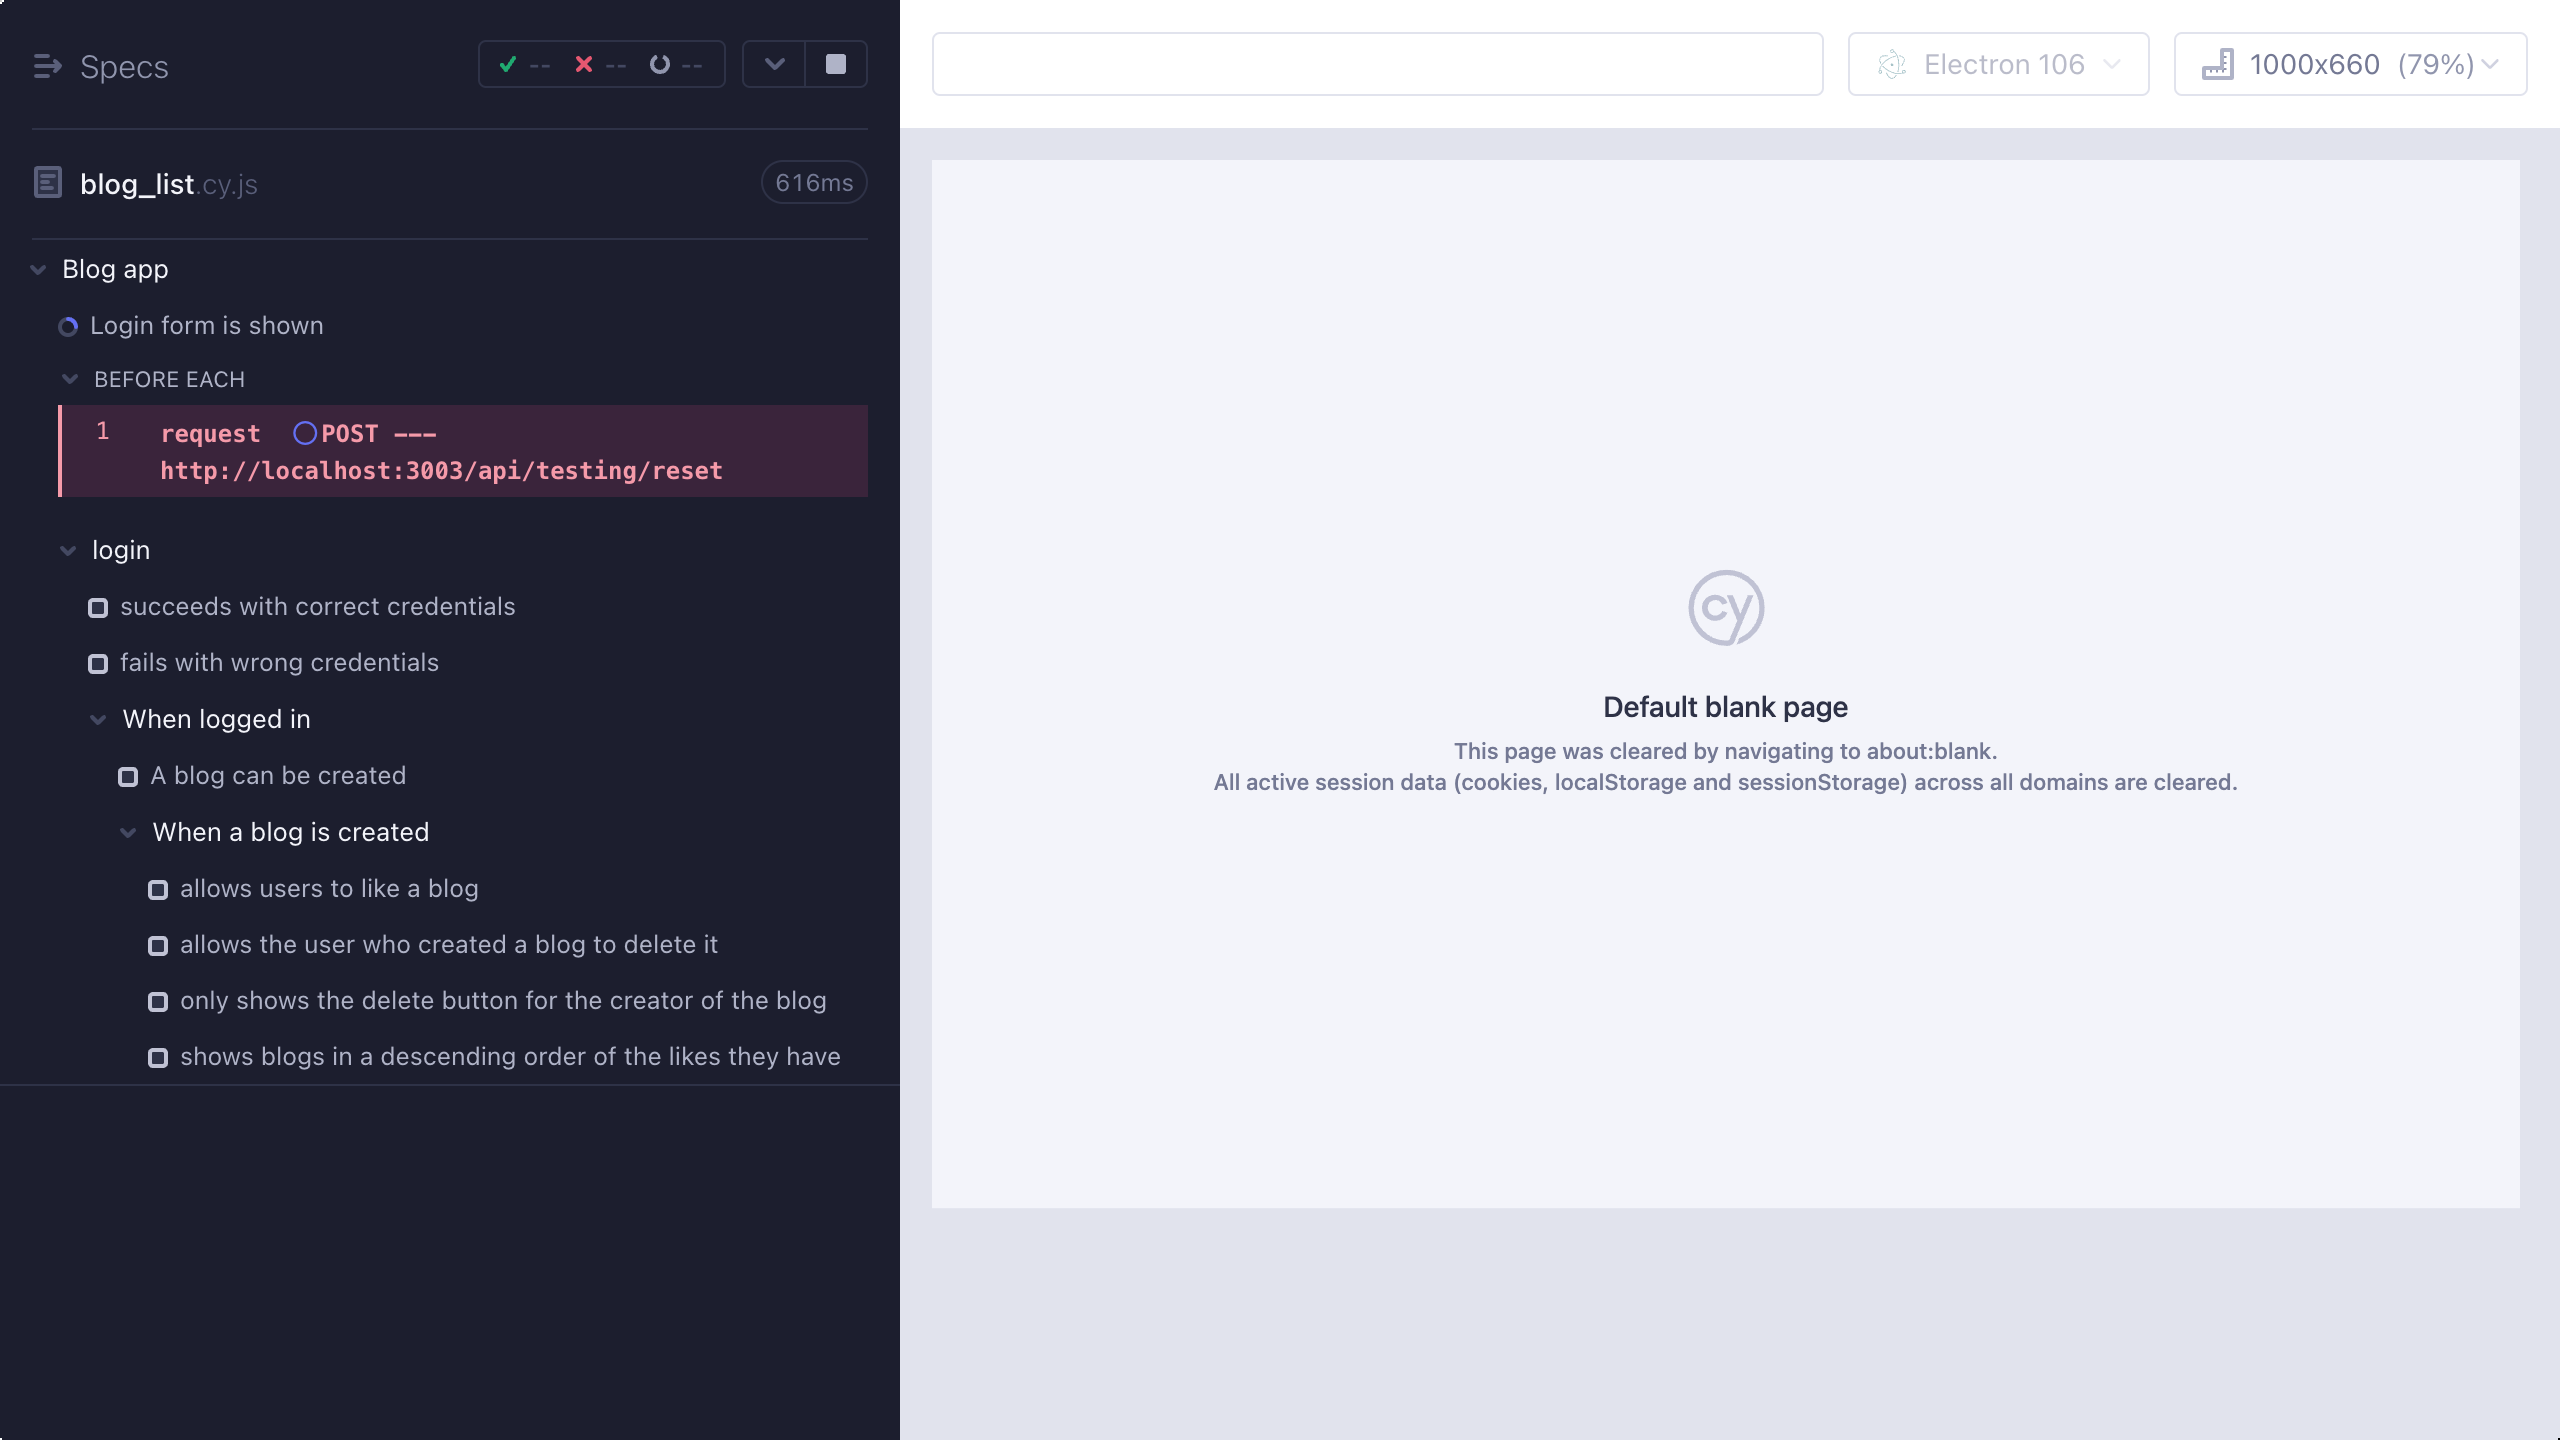 Specs
-- -- --
blog_list.cy.js
616ms
Blog app
Login form is shown
BEFORE EACH
1 request POST ---
http://localhost:3003/api/testing/reset
login
succeeds with correct credentials
fails with wrong credentials
When logged in
A blog can be created
When a blog is created
allows users to like a blog
allows the user who created a blog to delete it
only shows the delete button for the creator of the blog
shows blogs in a descending order of the likes they have
Electron 106
1000x660 (79%)
cy
Default blank page
This page was cleared by navigating to about:blank.
All active session data (cookies, localStorage and sessionStorage) across all domains are cleared.